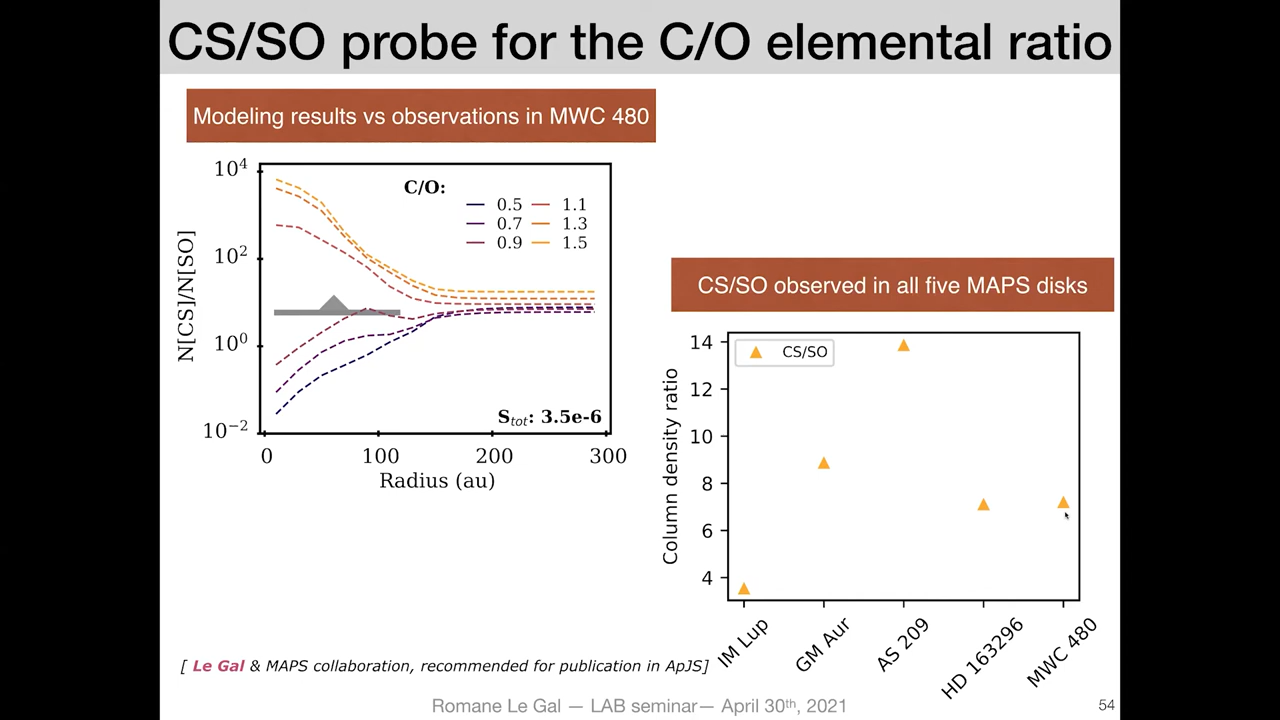 CS/SO probe for the C/O elemental ratio
Modeling results vs observations in MWC 480
10⁴
10²
10⁰
10⁻²
N[CS]/N[SO]
C/O:
0.5 1.1
0.7 1.3
0.9 1.5
Stot: 3.5e-6
0 100 200 300
Radius (au)
CS/SO observed in all five MAPS disks
CS/SO
14
12
10
8
6
4
Column density ratio
IM Lup
GM Aur
AS 209
HD 163296
MWC 480
[ Le Gal & MAPS collaboration, recommended for publication in ApJS]
Romane Le Gal — LAB seminar— April 30th, 2021
54